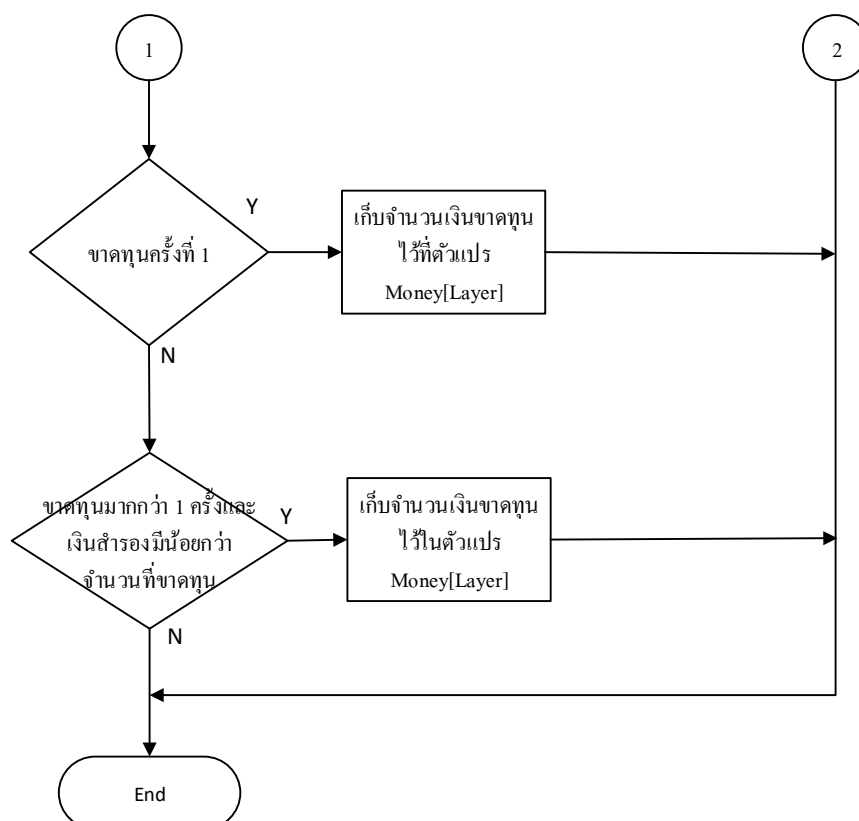 1
2
Y
ขาดทุนครั้งที่ 1
เก็บจำนวนเงินขาดทุน
ไว้ที่ตัวแปร
Money[Layer]
N
ขาดทุนมากกว่า 1 ครั้งและ
เงินสำรองมีน้อยกว่า
จำนวนที่ขาดทุน
Y
เก็บจำนวนเงินขาดทุน
ไว้ในตัวแปร
Money[Layer]
N
End